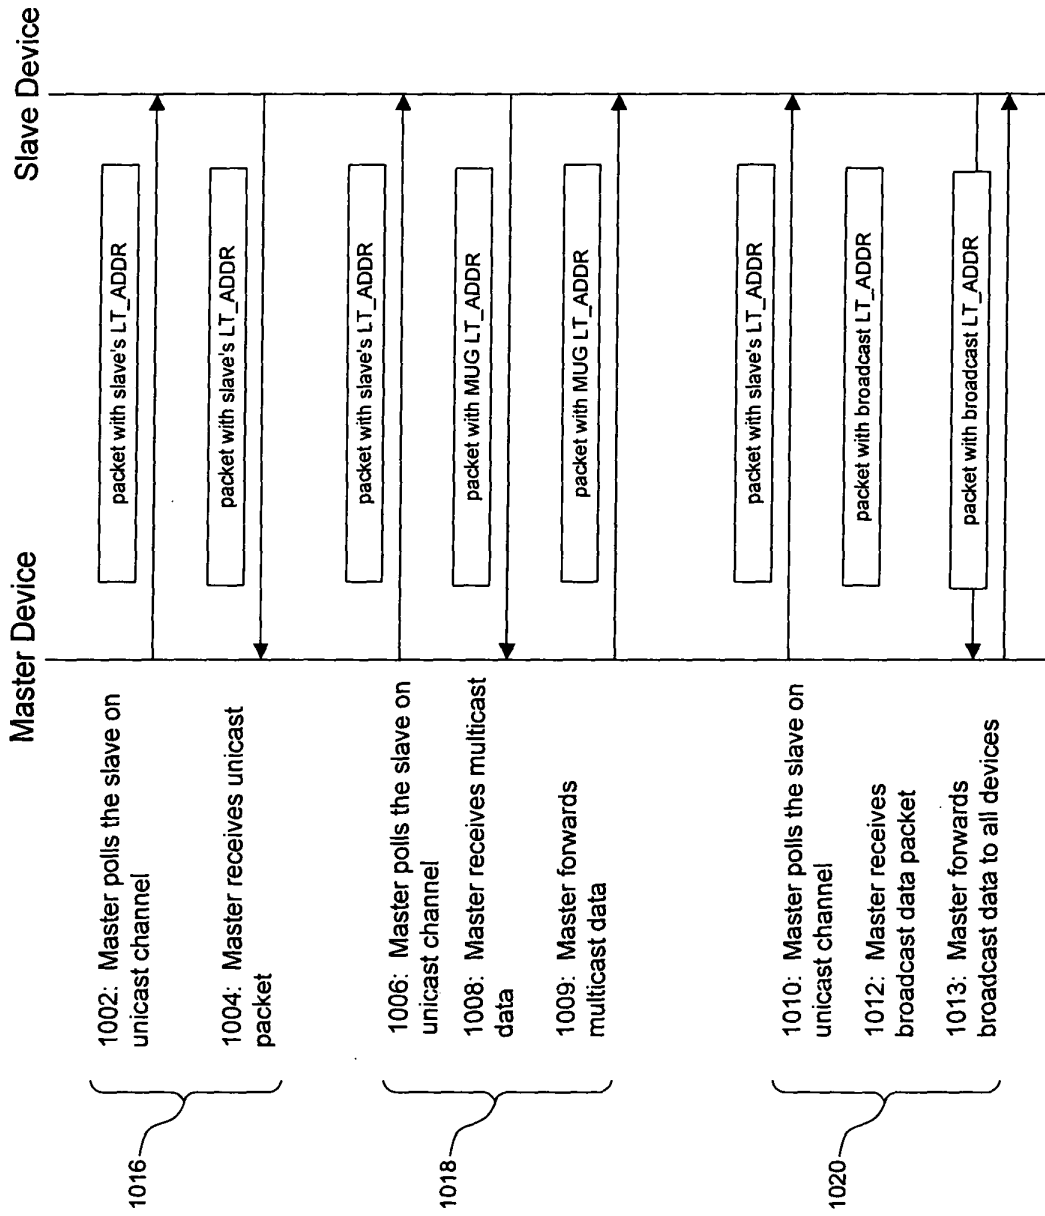 Master Device
Slave Device
1016
1002: Master polls the slave on
unicast channel
packet with slave's LT_ADDR
1004: Master receives unicast
packet
packet with slave's LT_ADDR
1018
1006: Master polls the slave on
unicast channel
packet with slave's LT_ADDR
1008: Master receives multicast
data
packet with MUG LT_ADDR
1009: Master forwards
multicast data
packet with MUG LT_ADDR
1020
1010: Master polls the slave on
unicast channel
packet with slave's LT_ADDR
1012: Master receives
broadcast data packet
packet with broadcast LT_ADDR
1013: Master forwards
broadcast data to all devices
packet with broadcast LT_ADDR